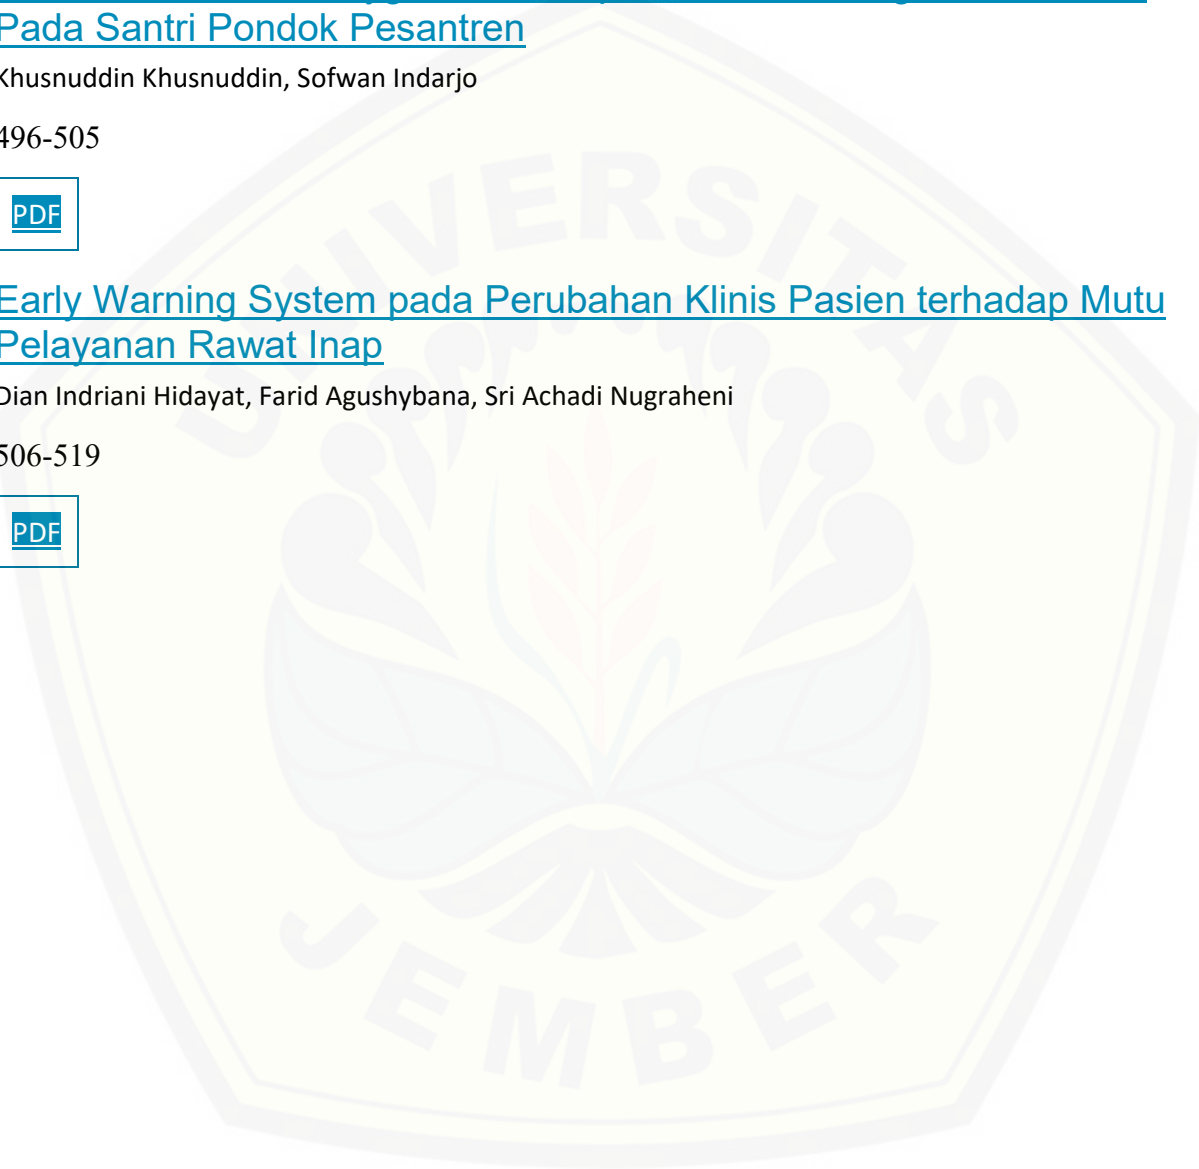 Pada Santri Pondok Pesantren
Khusnuddin Khusnuddin, Sofwan Indarjo
496-505
PDF
Early Warning System pada Perubahan Klinis Pasien terhadap Mutu
Pelayanan Rawat Inap
Dian Indriani Hidayat, Farid Agushybana, Sri Achadi Nugraheni
506-519
PDF
UNIVERSITAS
JEMBER